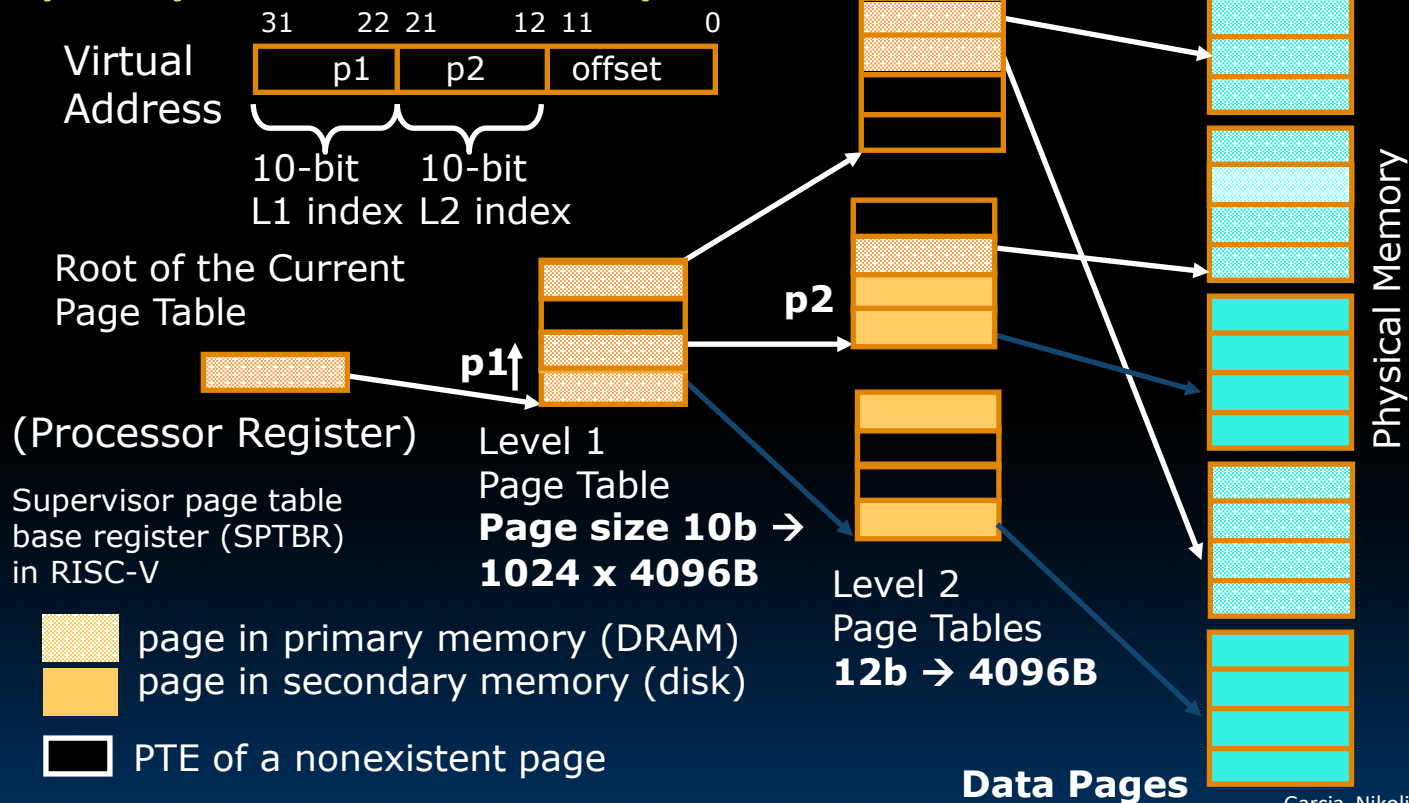 31 22 21 12 11 0
Virtual
Address
p1 p2 offset
10-bit 10-bit
L1 index L2 index
Root of the Current
Page Table
p1
p2
(Processor Register)
Supervisor page table
base register (SPTBR)
in RISC-V
Level 1
Page Table
Page size 10b →
1024 x 4096B
Level 2
Page Tables
12b → 4096B
Physical Memory
page in primary memory (DRAM)
page in secondary memory (disk)
PTE of a nonexistent page
Data Pages
Garcia